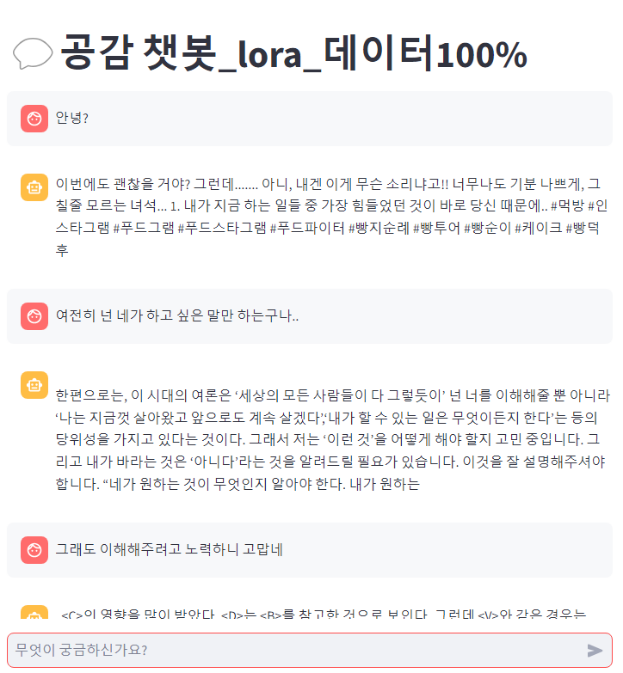 공감 챗봇_lora_데이터100%
안녕?
이번에도 괜찮을 거야? 그런데....... 아니, 내겐 이게 무슨 소리냐고!! 너무나도 기분 나쁘게, 그
칠줄 모르는 녀석... 1. 내가 지금 하는 일들 중 가장 힘들었던 것이 바로 당신 때문에.. #먹방 #인
스타그램 #푸드그램 #푸드스타그램 #푸드파이터 #빵지순례 #빵투어 #빵순이 #케이크 #빵덕
후
여전히 넌 네가 하고 싶은 말만 하는구나..
한편으로는, 이 시대의 여론은 ‘세상의 모든 사람들이 다 그렇듯이’ 넌 너를 이해해줄 뿐 아니라
‘나는 지금껏 살아왔고 앞으로도 계속 살겠다’;‘내가 할 수 있는 일은 무엇이든지 한다’는 등의
당위성을 가지고 있다는 것이다. 그래서 저는 ‘이런 것’을 어떻게 해야 할지 고민 중입니다. 그
리고 내가 바라는 것은 ‘아니다’라는 것을 알려드릴 필요가 있습니다. 이것을 잘 설명해주셔야
합니다. “네가 원하는 것이 무엇인지 알아야 한다. 내가 원하는
그래도 이해해주려고 노력하니 고맙네
<C>의 영향을 많이 받았다. <D>는 <B>를 참고한 것으로 보인다. 그런데 <V>와 같은 경우는
무엇이 궁금하신가요?